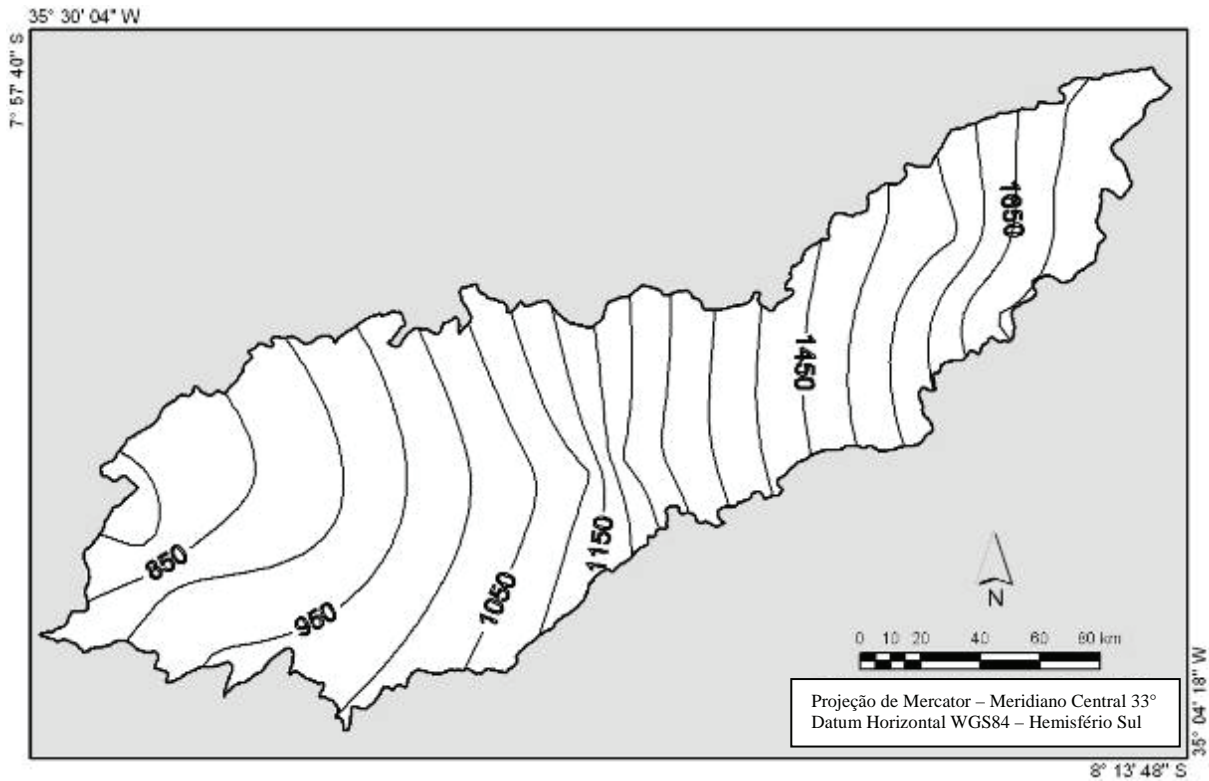 35° 30' 04" W
7° 57' 40" S
1650
1450
850
950
1050
1150
N
0 10 20 40 60 80 km
Projeção de Mercator – Meridiano Central 33°
Datum Horizontal WGS84 – Hemisfério Sul
35° 04' 18" W
8° 13' 48" S